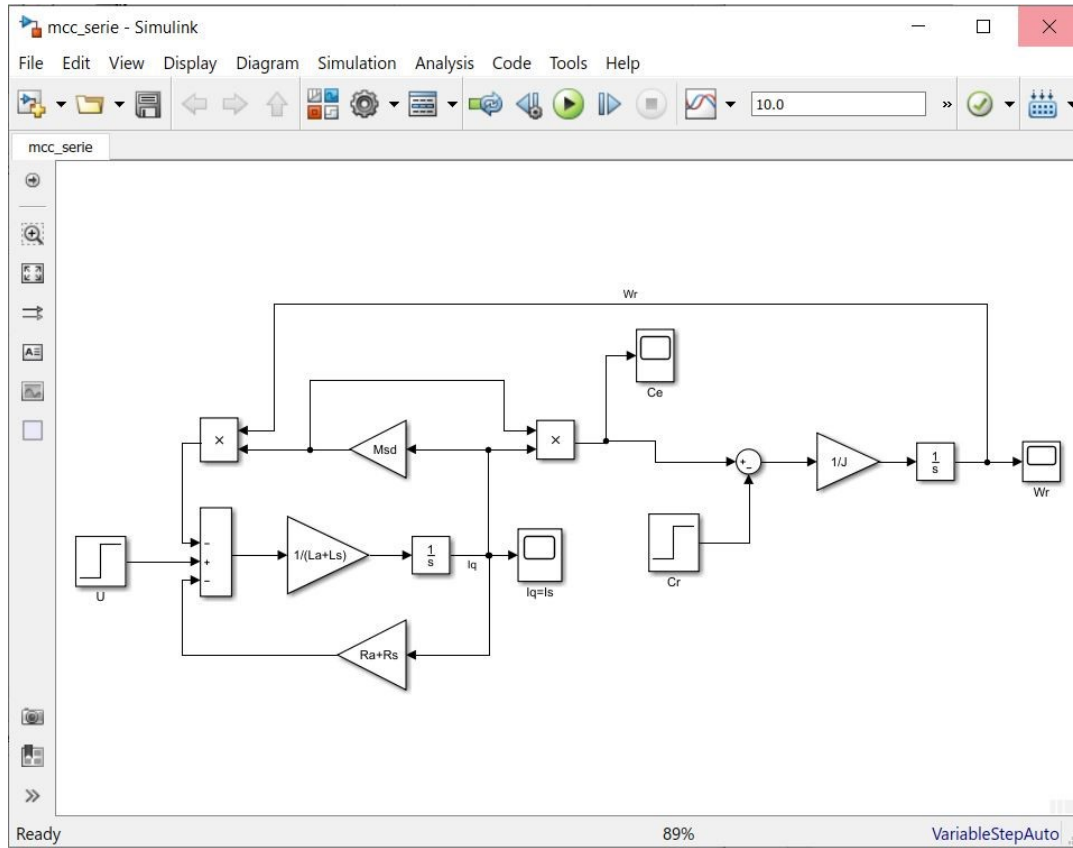 mcc_serie - Simulink
File Edit View Display Diagram Simulation Analysis Code Tools Help
10.0
»
mcc_serie
Wr
Ce
×
Msd
×
+
-
1/J
1
s
Wr
U
-
+
-
1/(La+Ls)
1
s
Iq
Iq=Is
Cr
Ra+Rs
Ready 89% VariableStepAuto